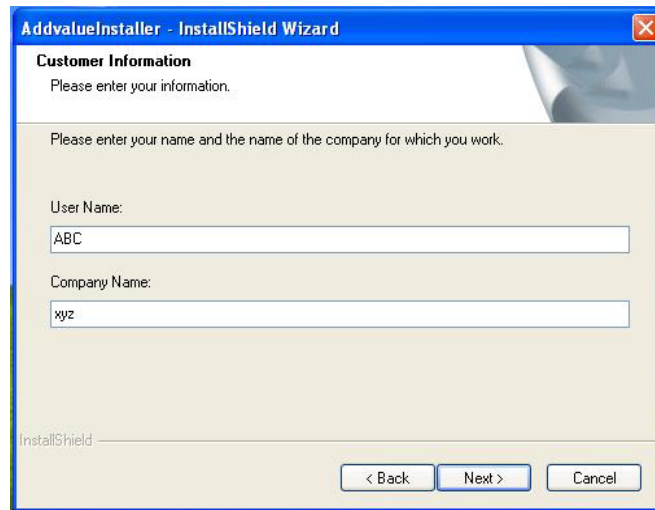 AddvalueInstaller - InstallShield Wizard
Customer Information
Please enter your information.
Please enter your name and the name of the company for which you work.
User Name:
ABC
Company Name:
xyz
InstallShield
< Back Next > Cancel